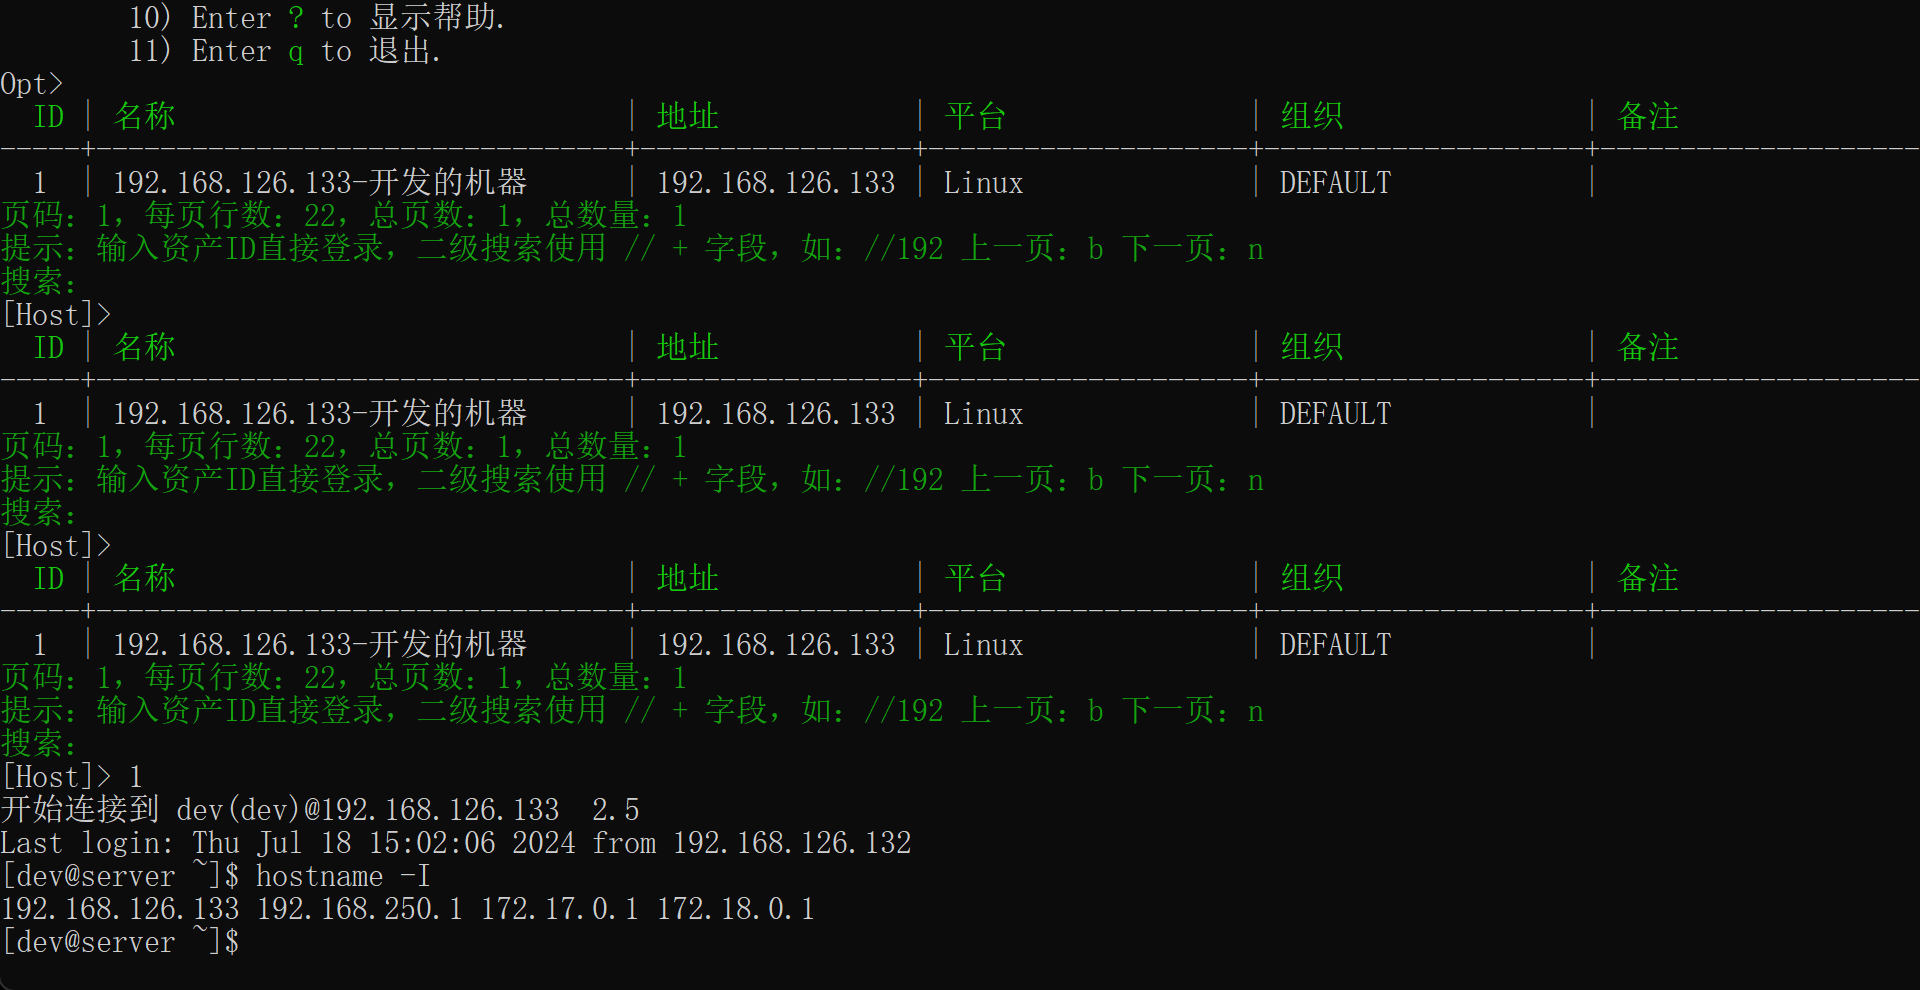 10) Enter ? to 显示帮助.
11) Enter q to 退出.
Opt>
ID | 名称 | 地址 | 平台 | 组织 | 备注
-----+---------------------------------+-----------------+--------------------+--------------------+--------------------
1 | 192.168.126.133-开发的机器 | 192.168.126.133 | Linux | DEFAULT |
页码：1，每页行数：22，总页数：1，总数量：1
提示：输入资产ID直接登录，二级搜索使用 // + 字段，如：//192 上一页：b 下一页：n
搜索：
[Host]>
ID | 名称 | 地址 | 平台 | 组织 | 备注
-----+---------------------------------+-----------------+--------------------+--------------------+--------------------
1 | 192.168.126.133-开发的机器 | 192.168.126.133 | Linux | DEFAULT |
页码：1，每页行数：22，总页数：1，总数量：1
提示：输入资产ID直接登录，二级搜索使用 // + 字段，如：//192 上一页：b 下一页：n
搜索：
[Host]>
ID | 名称 | 地址 | 平台 | 组织 | 备注
-----+---------------------------------+-----------------+--------------------+--------------------+--------------------
1 | 192.168.126.133-开发的机器 | 192.168.126.133 | Linux | DEFAULT |
页码：1，每页行数：22，总页数：1，总数量：1
提示：输入资产ID直接登录，二级搜索使用 // + 字段，如：//192 上一页：b 下一页：n
搜索：
[Host]> 1
开始连接到 dev(dev)@192.168.126.133  2.5
Last login: Thu Jul 18 15:02:06 2024 from 192.168.126.132
[dev@server ~]$ hostname -I
192.168.126.133 192.168.250.1 172.17.0.1 172.18.0.1
[dev@server ~]$